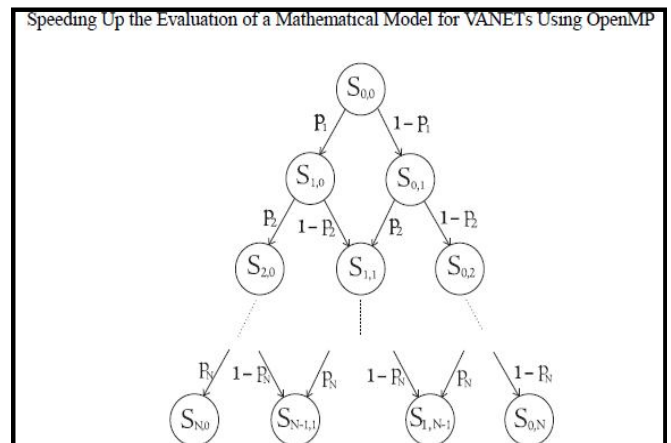 Speeding Up the Evaluation of a Mathematical Model for VANETs Using OpenMP
S0,0
P1 1-P1
S1,0 S0,1
P2 1-P2 P2 1-P2
S2,0 S1,1 S0,2
PN 1-PN PN 1-PN PN 1-PN
SN,0 SN-1,1 S1,N-1 S0,N